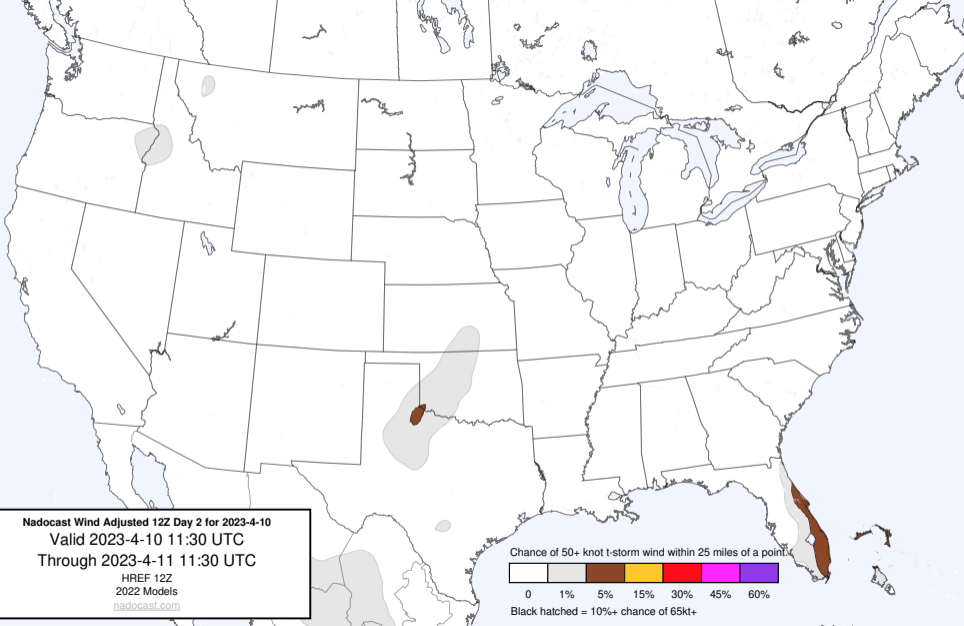 Nadocast Wind Adjusted 12Z Day 2 for 2023-4-10
Valid 2023-4-10 11:30 UTC
Through 2023-4-11 11:30 UTC
HREF 12Z
2022 Models
nadocast.com
Chance of 50+ knot t-storm wind within 25 miles of a point.
0 1% 5% 15% 30% 45% 60%
Black hatched = 10%+ chance of 65kt+